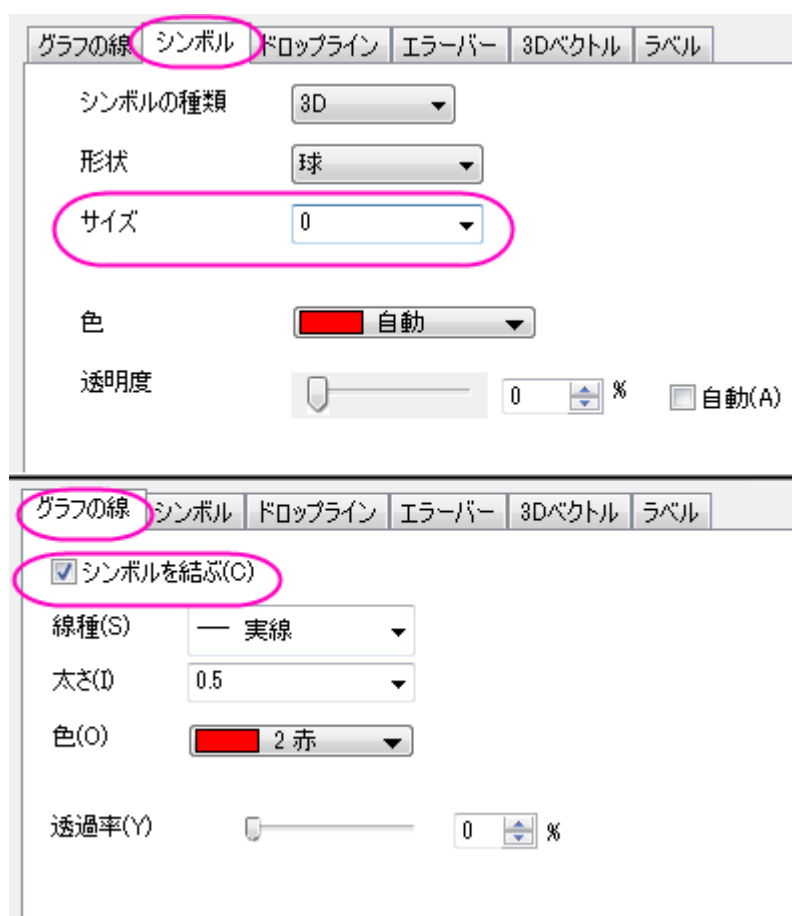 グラフの線 シンボル ドロップライン エラーバー 3Dベクトル ラベル
シンボルの種類 3D
形状 球
サイズ 0
色 自動
透明度 0 % 自動(A)
グラフの線 シンボル ドロップライン エラーバー 3Dベクトル ラベル
シンボルを結ぶ(C)
線種(S) 実線
太さ(I) 0.5
色(O) 2 赤
透過率(Y) 0 %